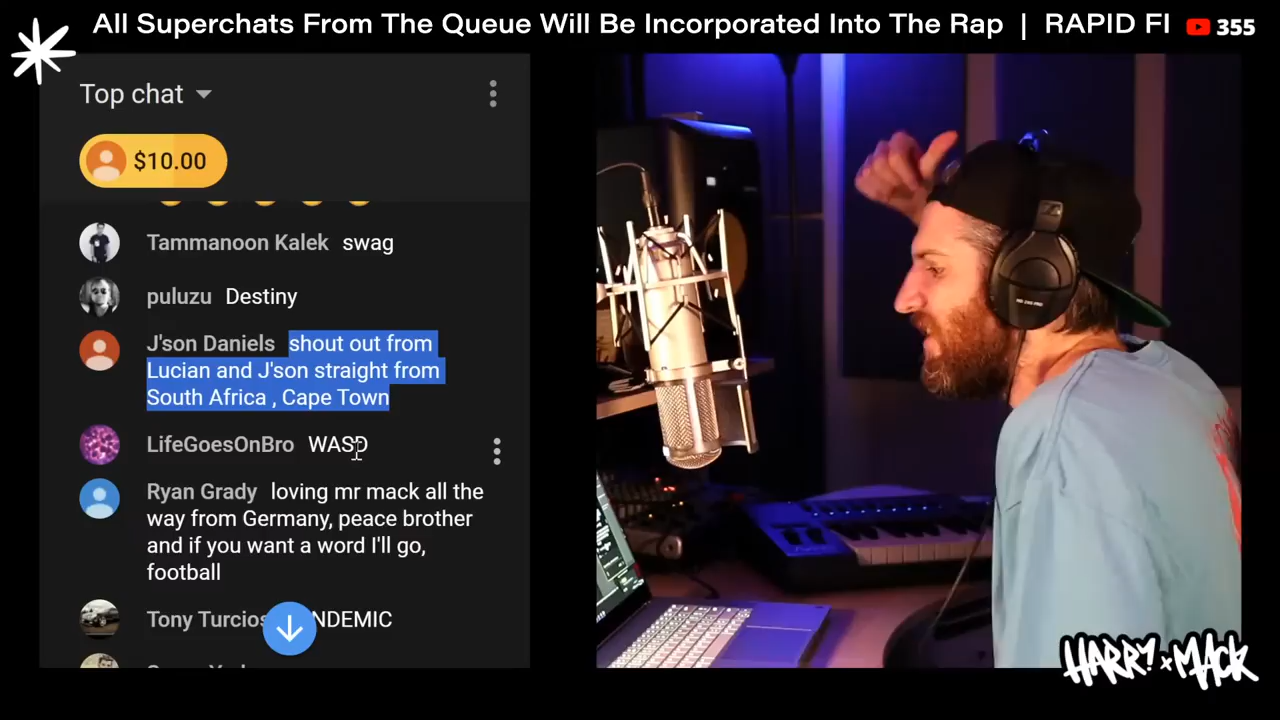 All Superchats From The Queue Will Be Incorporated Into The Rap | RAPID FI
355
Top chat
$10.00
Tammanoon Kalek swag
puluzu Destiny
J'son Daniels shout out from
Lucian and J'son straight from
South Africa , Cape Town
LifeGoesOnBro WASD
Ryan Grady loving mr mack all the
way from Germany, peace brother
and if you want a word I'll go,
football
Tony Turcios NDEMIC
HARRY x MACK